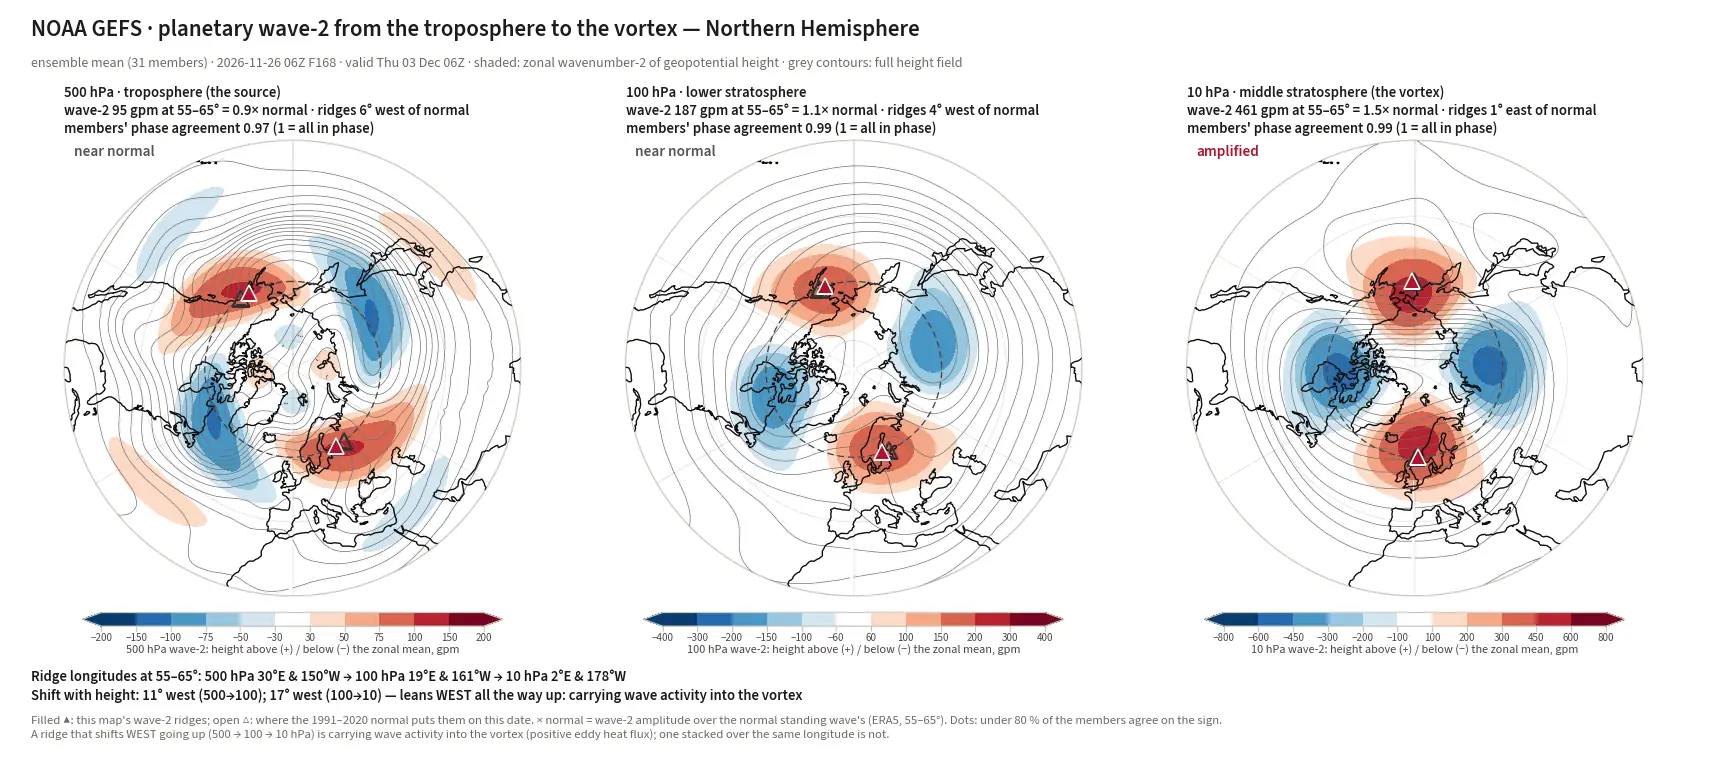 NOAA GEFS · planetary wave-2 from the troposphere to the vortex — Northern Hemisphere
ensemble mean (31 members) · 2026-11-26 06Z F168 · valid Thu 03 Dec 06Z · shaded: zonal wavenumber-2 of geopotential height · grey contours: full height field
500 hPa · troposphere (the source)
wave-2 95 gpm at 55–65° = 0.9× normal · ridges 6° west of normal
members' phase agreement 0.97 (1 = all in phase)
near normal
100 hPa · lower stratosphere
wave-2 187 gpm at 55–65° = 1.1× normal · ridges 4° west of normal
members' phase agreement 0.99 (1 = all in phase)
near normal
10 hPa · middle stratosphere (the vortex)
wave-2 461 gpm at 55–65° = 1.5× normal · ridges 1° east of normal
members' phase agreement 0.99 (1 = all in phase)
amplified
−200 −150 −100 −75 −50 −30 30 50 75 100 150 200
500 hPa wave-2: height above (+) / below (−) the zonal mean, gpm
−400 −300 −200 −150 −100 −60 60 100 150 200 300 400
100 hPa wave-2: height above (+) / below (−) the zonal mean, gpm
−800 −600 −450 −300 −200 −100 100 200 300 450 600 800
10 hPa wave-2: height above (+) / below (−) the zonal mean, gpm
Ridge longitudes at 55–65°: 500 hPa 30°E & 150°W → 100 hPa 19°E & 161°W → 10 hPa 2°E & 178°W
Shift with height: 11° west (500→100); 17° west (100→10) — leans WEST all the way up: carrying wave activity into the vortex
Filled ▲: this map's wave-2 ridges; open △: where the 1991–2020 normal puts them on this date. × normal = wave-2 amplitude over the normal standing wave's (ERA5, 55–65°). Dots: under 80 % of the members agree on the sign.
A ridge that shifts WEST going up (500 → 100 → 10 hPa) is carrying wave activity into the vortex (positive eddy heat flux); one stacked over the same longitude is not.